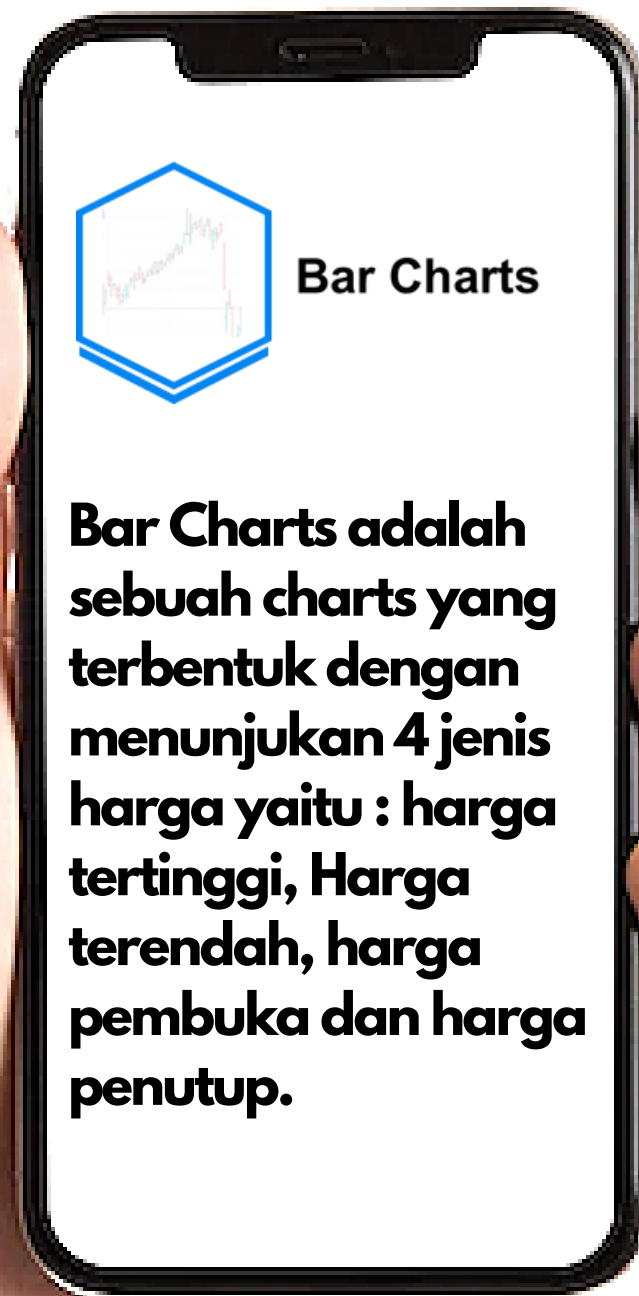 Bar Charts
Bar Charts adalah
sebuah charts yang
terbentuk dengan
menunjukan 4 jenis
harga yaitu : harga
tertinggi, Harga
terendah, harga
pembuka dan harga
penutup.